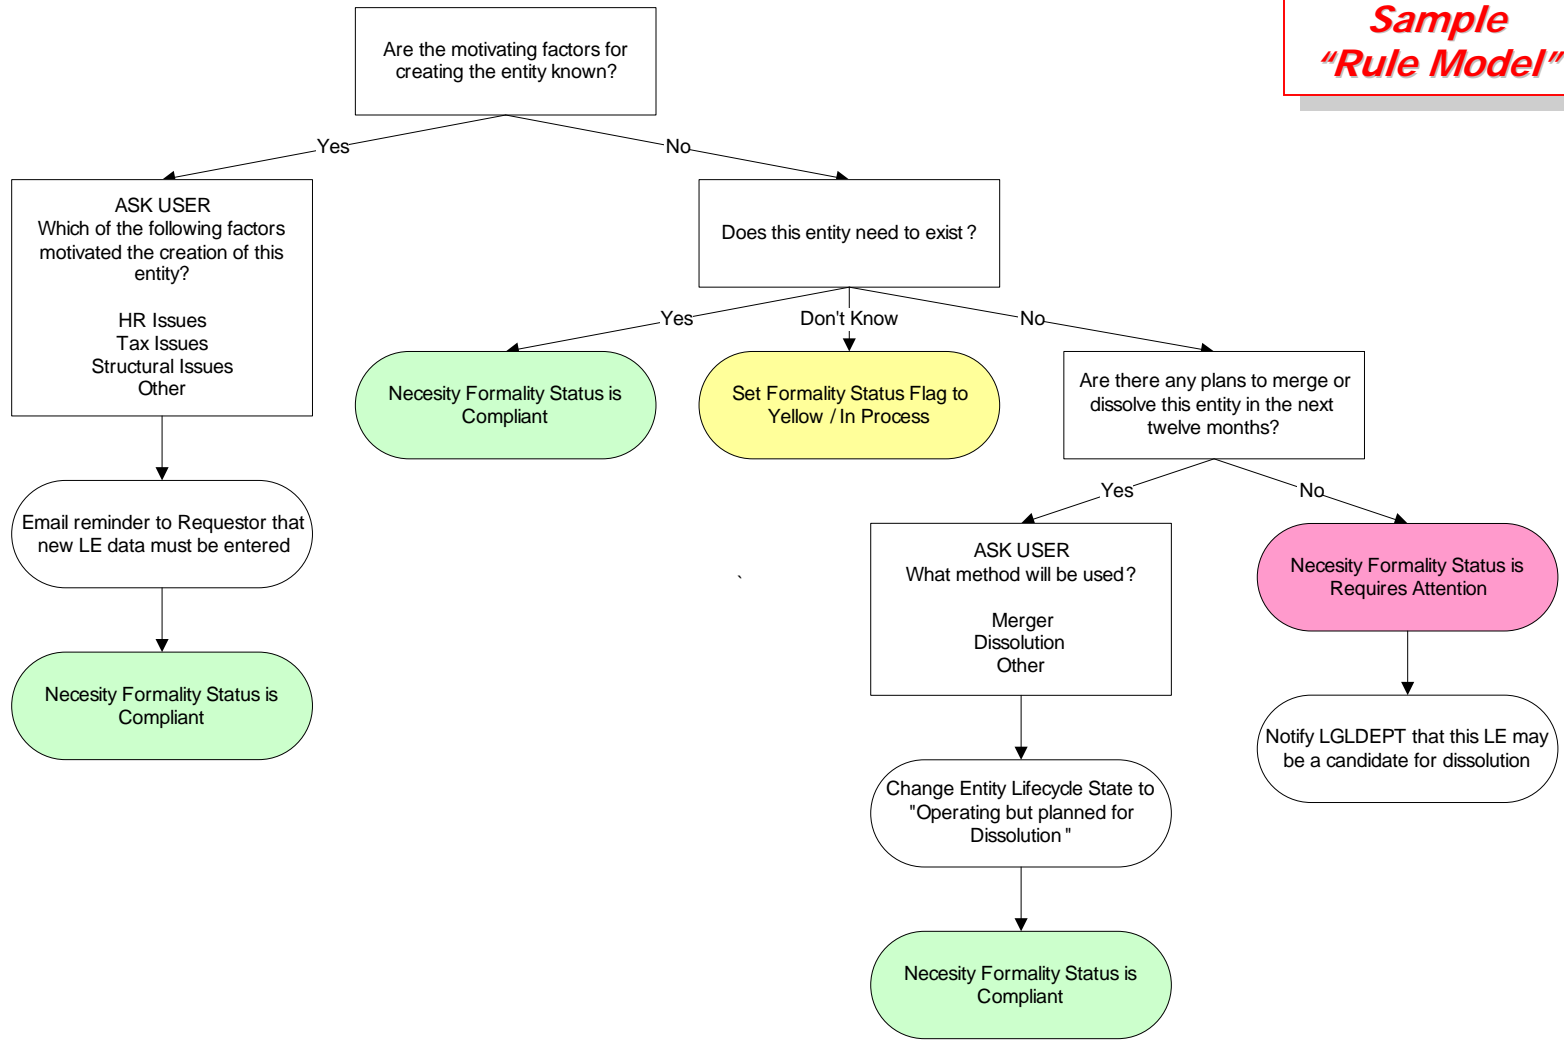 Sample
“Rule Model”
Are the motivating factors for
creating the entity known?
Yes
No
ASK USER
Which of the following factors
motivated the creation of this
entity?
HR Issues
Tax Issues
Structural Issues
Other
Does this entity need to exist ?
Yes
Don't Know
No
Necesity Formality Status is
Compliant
Set Formality Status Flag to
Yellow / In Process
Are there any plans to merge or
dissolve this entity in the next
twelve months?
Yes
No
Email reminder to Requestor that
new LE data must be entered
ASK USER
What method will be used?
Merger
Dissolution
Other
Necesity Formality Status is
Requires Attention
`
Necesity Formality Status is
Compliant
Notify LGLDEPT that this LE may
be a candidate for dissolution
Change Entity Lifecycle State to
"Operating but planned for
Dissolution "
Necesity Formality Status is
Compliant